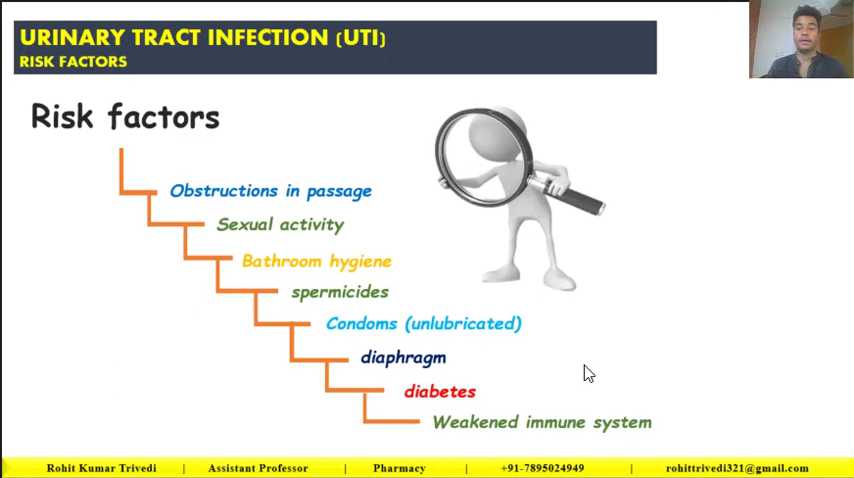 URINARY TRACT INFECTION (UTI)
RISK FACTORS
Risk factors
Obstructions in passage
Sexual activity
Bathroom hygiene
spermicides
Condoms (unlubricated)
diaphragm
diabetes
Weakened immune system
Rohit Kumar Trivedi | Assistant Professor | Pharmacy | +91-7895024949 | rohittrivedi321@gmail.com